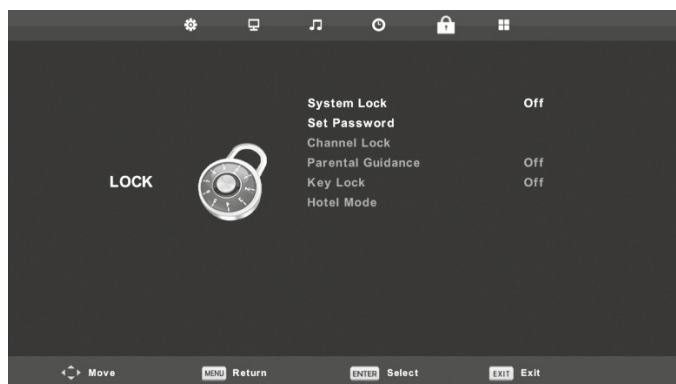 System Lock Off
Set Password
Channel Lock
Parental Guidance Off
LOCK Key Lock Off
Hotel Mode
Move MENU Return ENTER Select EXIT Exit